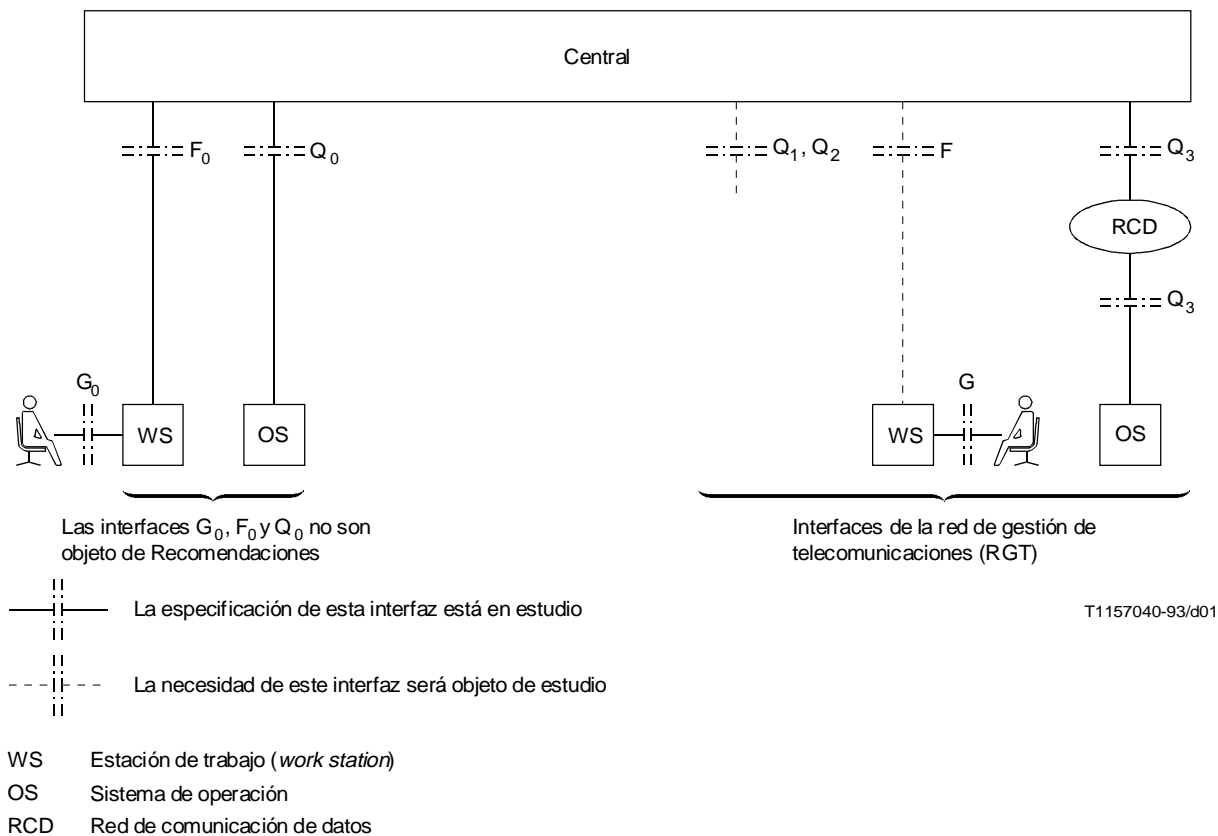 Central
F0
Q0
Q1, Q2
F
Q3
RCD
Q3
G0
WS
OS
WS
G
OS
Las interfaces G0, F0 y Q0 no son
objeto de Recomendaciones
Interfaces de la red de gestión de
telecomunicaciones (RGT)
La especificación de esta interfaz está en estudio
T1157040-93/d01
La necesidad de este interfaz será objeto de estudio
WS Estación de trabajo (work station)
OS Sistema de operación
RCD Red de comunicación de datos